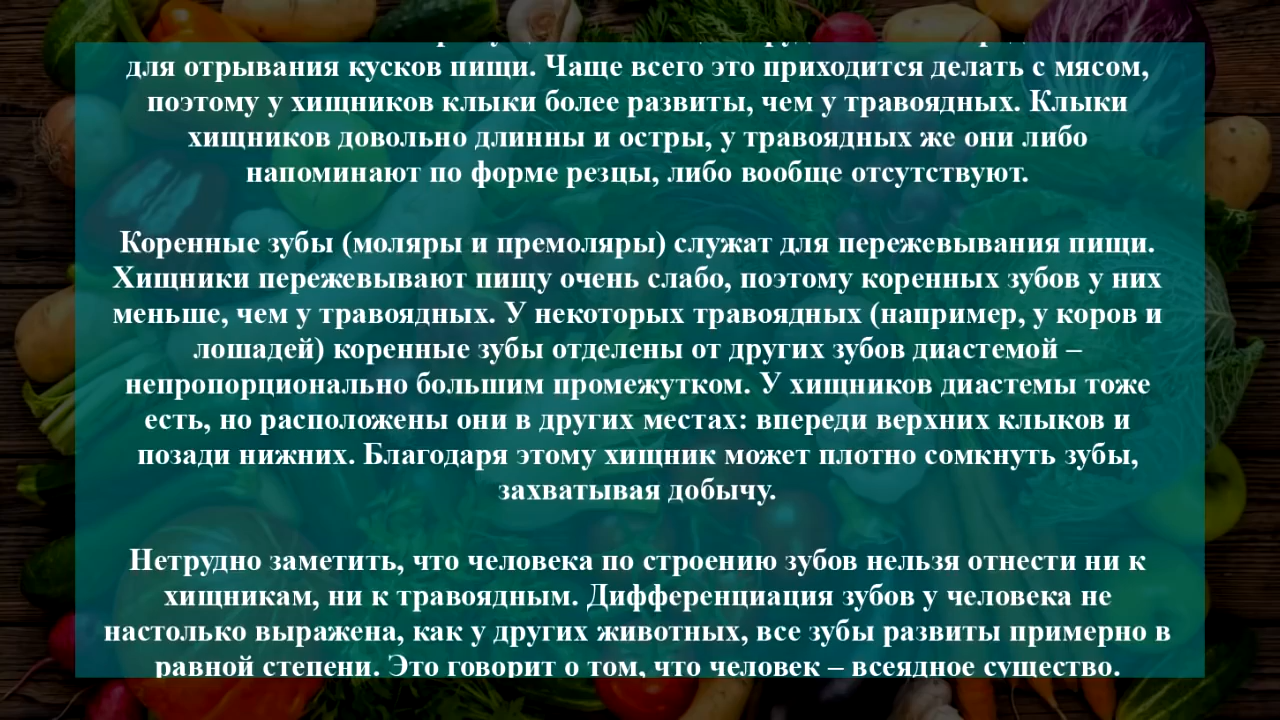 для отрывания кусков пищи. Чаще всего это приходится делать с мясом,
поэтому у хищников клыки более развиты, чем у травоядных. Клыки
хищников довольно длинны и остры, у травоядных же они либо
напоминают по форме резцы, либо вообще отсутствуют.
Коренные зубы (моляры и премоляры) служат для пережевывания пищи.
Хищники пережевывают пищу очень слабо, поэтому коренных зубов у них
меньше, чем у травоядных. У некоторых травоядных (например, у коров и
лошадей) коренные зубы отделены от других зубов диастемой –
непропорционально большим промежутком. У хищников диастемы тоже
есть, но расположены они в других местах: впереди верхних клыков и
позади нижних. Благодаря этому хищник может плотно сомкнуть зубы,
захватывая добычу.
Нетрудно заметить, что человека по строению зубов нельзя отнести ни к
хищникам, ни к травоядным. Дифференциация зубов у человека не
настолько выражена, как у других животных, все зубы развиты примерно в
равной степени. Это говорит о том, что человек – всеядное существо.